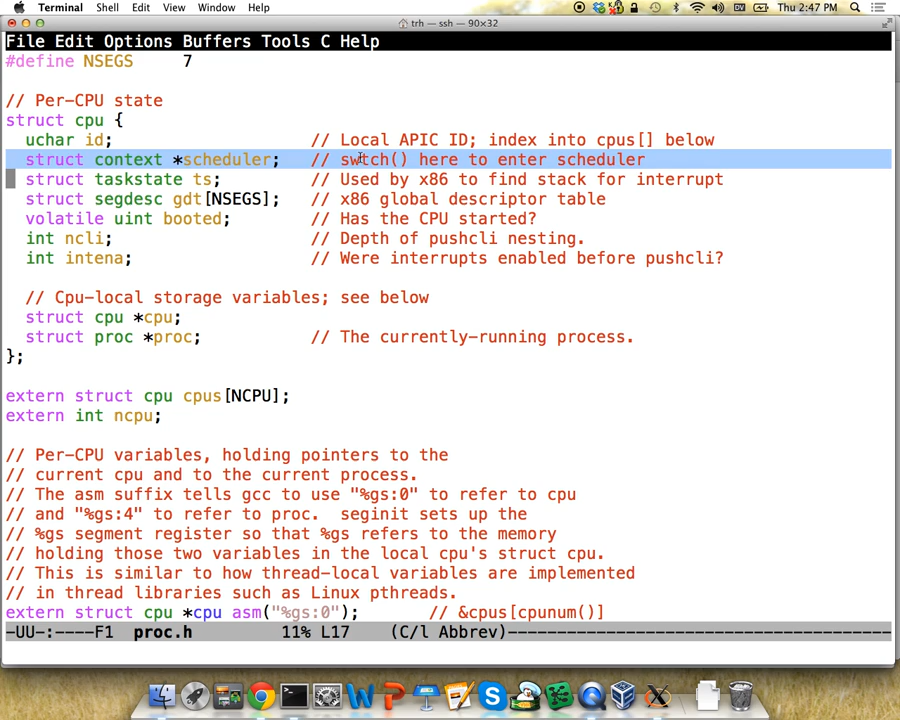 Terminal Shell Edit View Window Help Thu 2:47 PM
trh — ssh — 90×32
File Edit Options Buffers Tools C Help
#define NSEGS     7
// Per-CPU state
struct cpu {
  uchar id;                    // Local APIC ID; index into cpus[] below
  struct context *scheduler;   // swtch() here to enter scheduler
  struct taskstate ts;         // Used by x86 to find stack for interrupt
  struct segdesc gdt[NSEGS];   // x86 global descriptor table
  volatile uint booted;        // Has the CPU started?
  int ncli;                    // Depth of pushcli nesting.
  int intena;                  // Were interrupts enabled before pushcli?
  // Cpu-local storage variables; see below
  struct cpu *cpu;
  struct proc *proc;           // The currently-running process.
};
extern struct cpu cpus[NCPU];
extern int ncpu;
// Per-CPU variables, holding pointers to the
// current cpu and to the current process.
// The asm suffix tells gcc to use "%gs:0" to refer to cpu
// and "%gs:4" to refer to proc.  seginit sets up the
// %gs segment register so that %gs refers to the memory
// holding those two variables in the local cpu's struct cpu.
// This is similar to how thread-local variables are implemented
// in thread libraries such as Linux pthreads.
extern struct cpu *cpu asm("%gs:0");       // &cpus[cpunum()]
-UU-:----F1  proc.h         11% L17    (C/l Abbrev)---------------------------------------